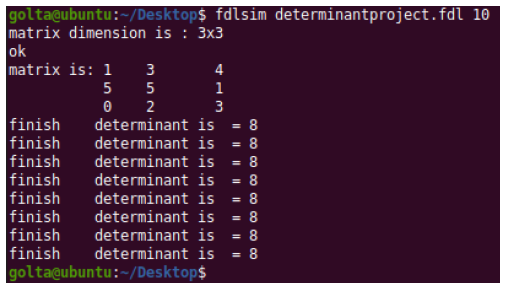 golta@ubuntu:~/Desktop$ fdlsim determinantproject.fdl 10
matrix dimension is : 3x3
ok
matrix is: 1 3 4
5 5 1
0 2 3
finish determinant is = 8
finish determinant is = 8
finish determinant is = 8
finish determinant is = 8
finish determinant is = 8
finish determinant is = 8
finish determinant is = 8
finish determinant is = 8
golta@ubuntu:~/Desktop$